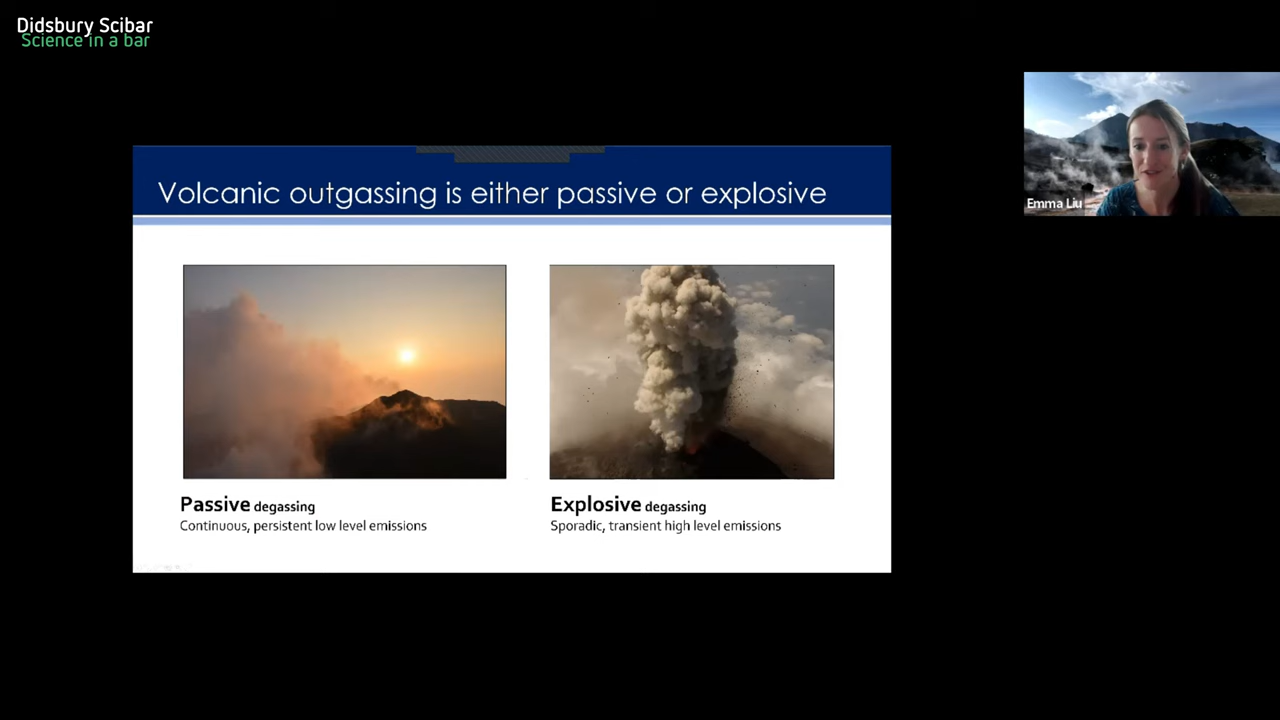 Didsbury Scibar
Science in a bar
Emma Liu
Volcanic outgassing is either passive or explosive
Passive degassing
Continuous, persistent low level emissions
Explosive degassing
Sporadic, transient high level emissions